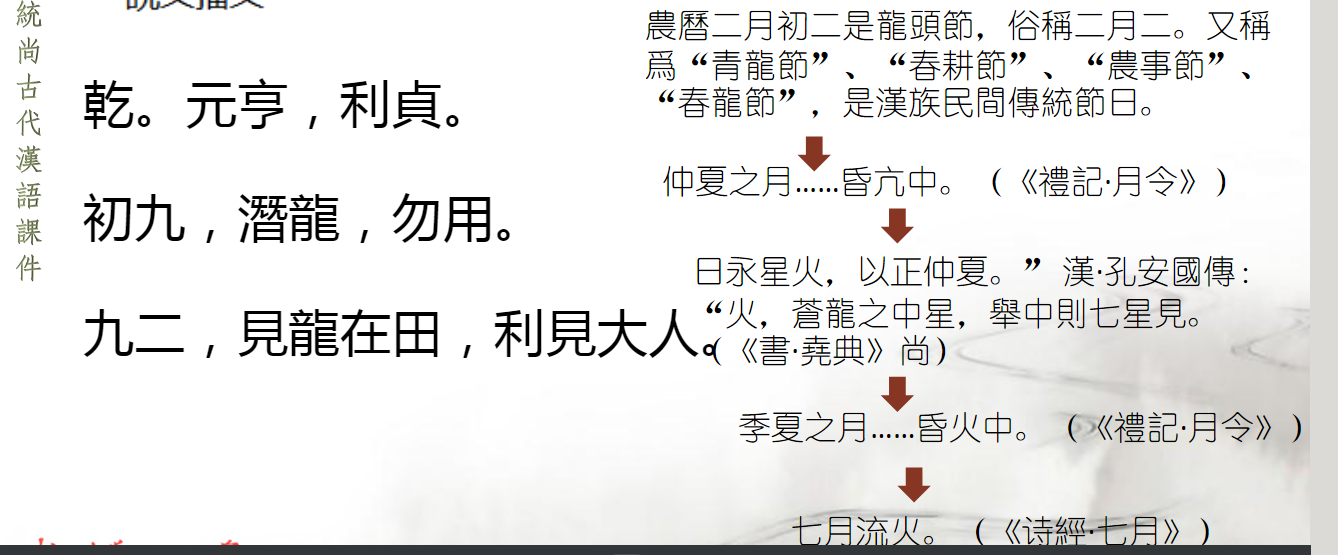 統尚古代漢語課件
乾。元亨，利貞。
初九，潛龍，勿用。
九二，見龍在田，利見大人。
農曆二月初二是龍頭節，俗稱二月二。又稱
爲“青龍節”、“春耕節”、“農事節”、
“春龍節”，是漢族民間傳統節日。
仲夏之月……昏亢中。（《禮記·月令》）
日永星火，以正仲夏。”漢·孔安國傳：
“火，蒼龍之中星，舉中則七星見。
（《書·堯典》尚）
季夏之月……昏火中。（《禮記·月令》）
七月流火。（《诗經·七月》）